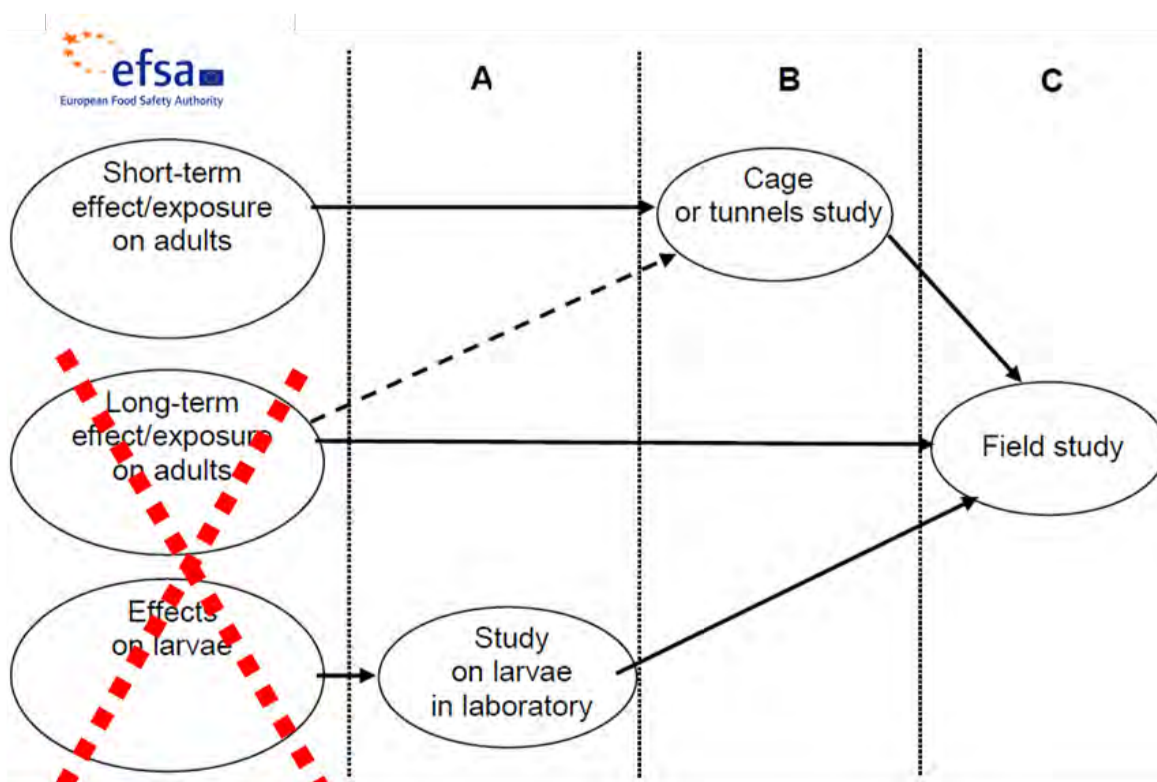 efsa
European Food Safety Authority
A
B
C
Short-term
effect/exposure
on adults
Cage
or tunnels study
Long-term
effect/exposure
on adults
Field study
Effects
on larvae
Study
on larvae
in laboratory